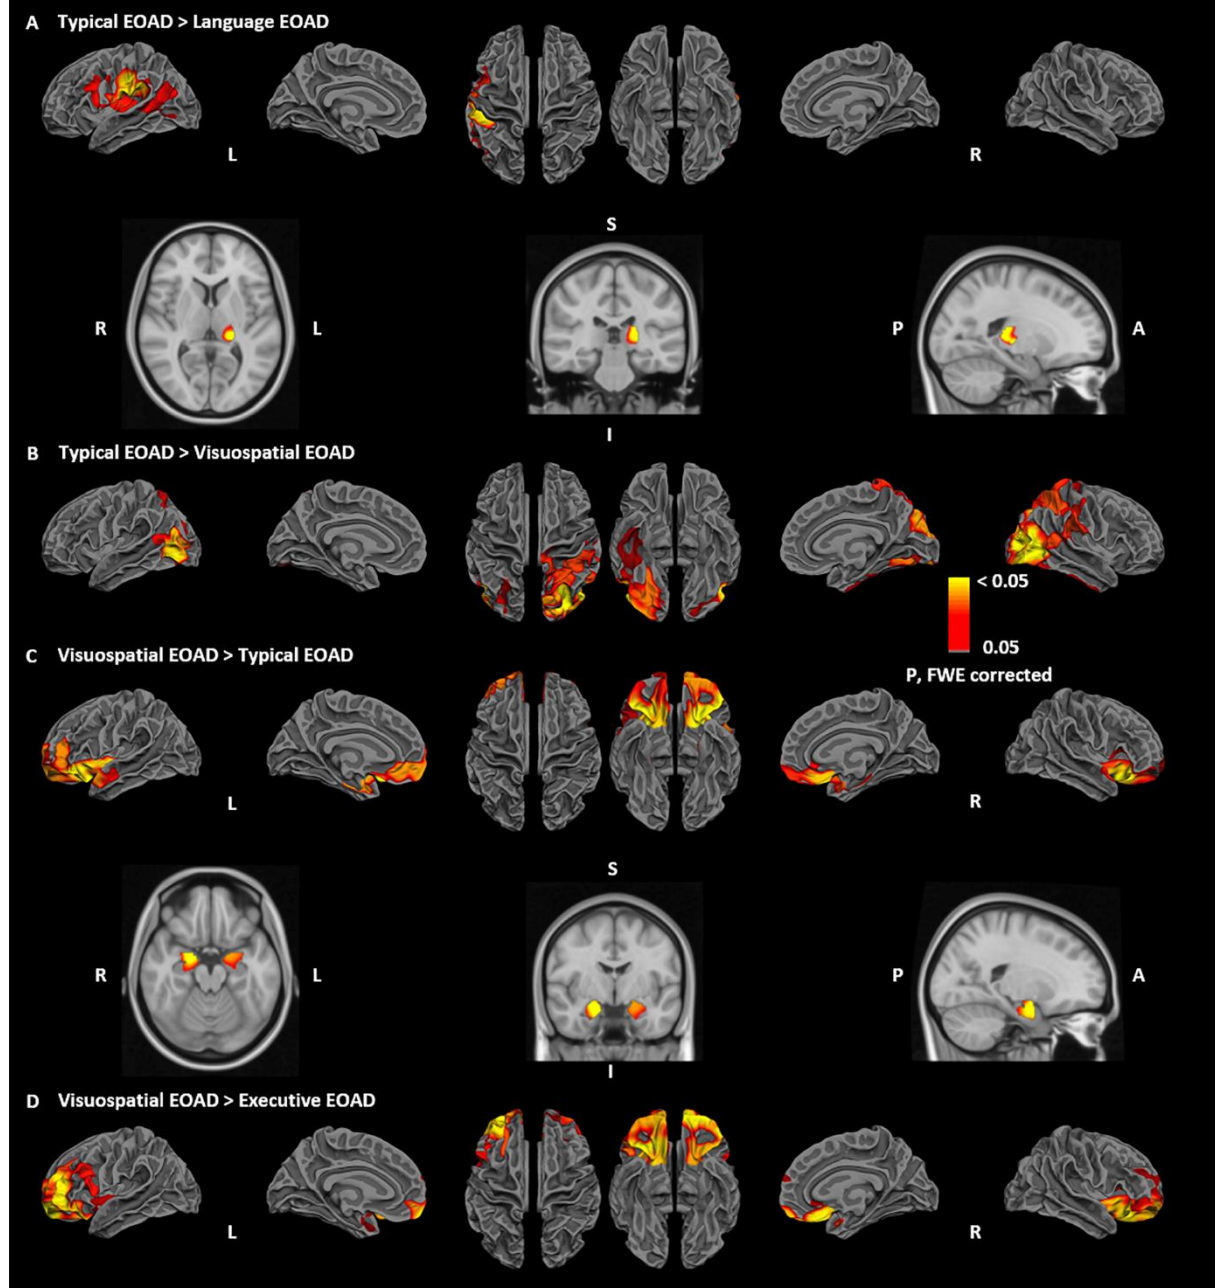 A Typical EOAD > Language EOAD
L
R
S
R
L
P
A
I
B Typical EOAD > Visuospatial EOAD
< 0.05
0.05
P, FWE corrected
C Visuospatial EOAD > Typical EOAD
L
R
S
R
L
P
A
I
D Visuospatial EOAD > Executive EOAD
L
R